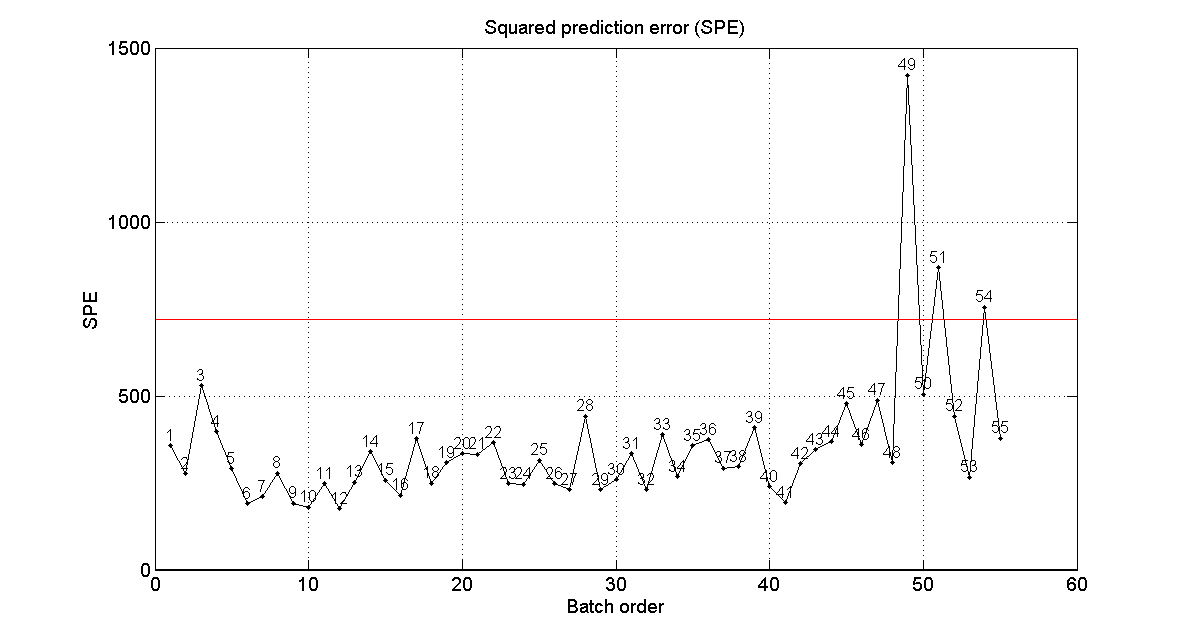 Squared prediction error (SPE)
1500
1000
500
0
SPE
1 2 3 4 5 6 7 8 9 10 11 12 13 14 15 16 17 18 19 20 21 22 23 24 25 26 27 28 29 30 31 32 33 34 35 36 37 38 39 40 41 42 43 44 45 46 47 48 49 50 51 52 53 54 55
0 10 20 30 40 50 60
Batch order